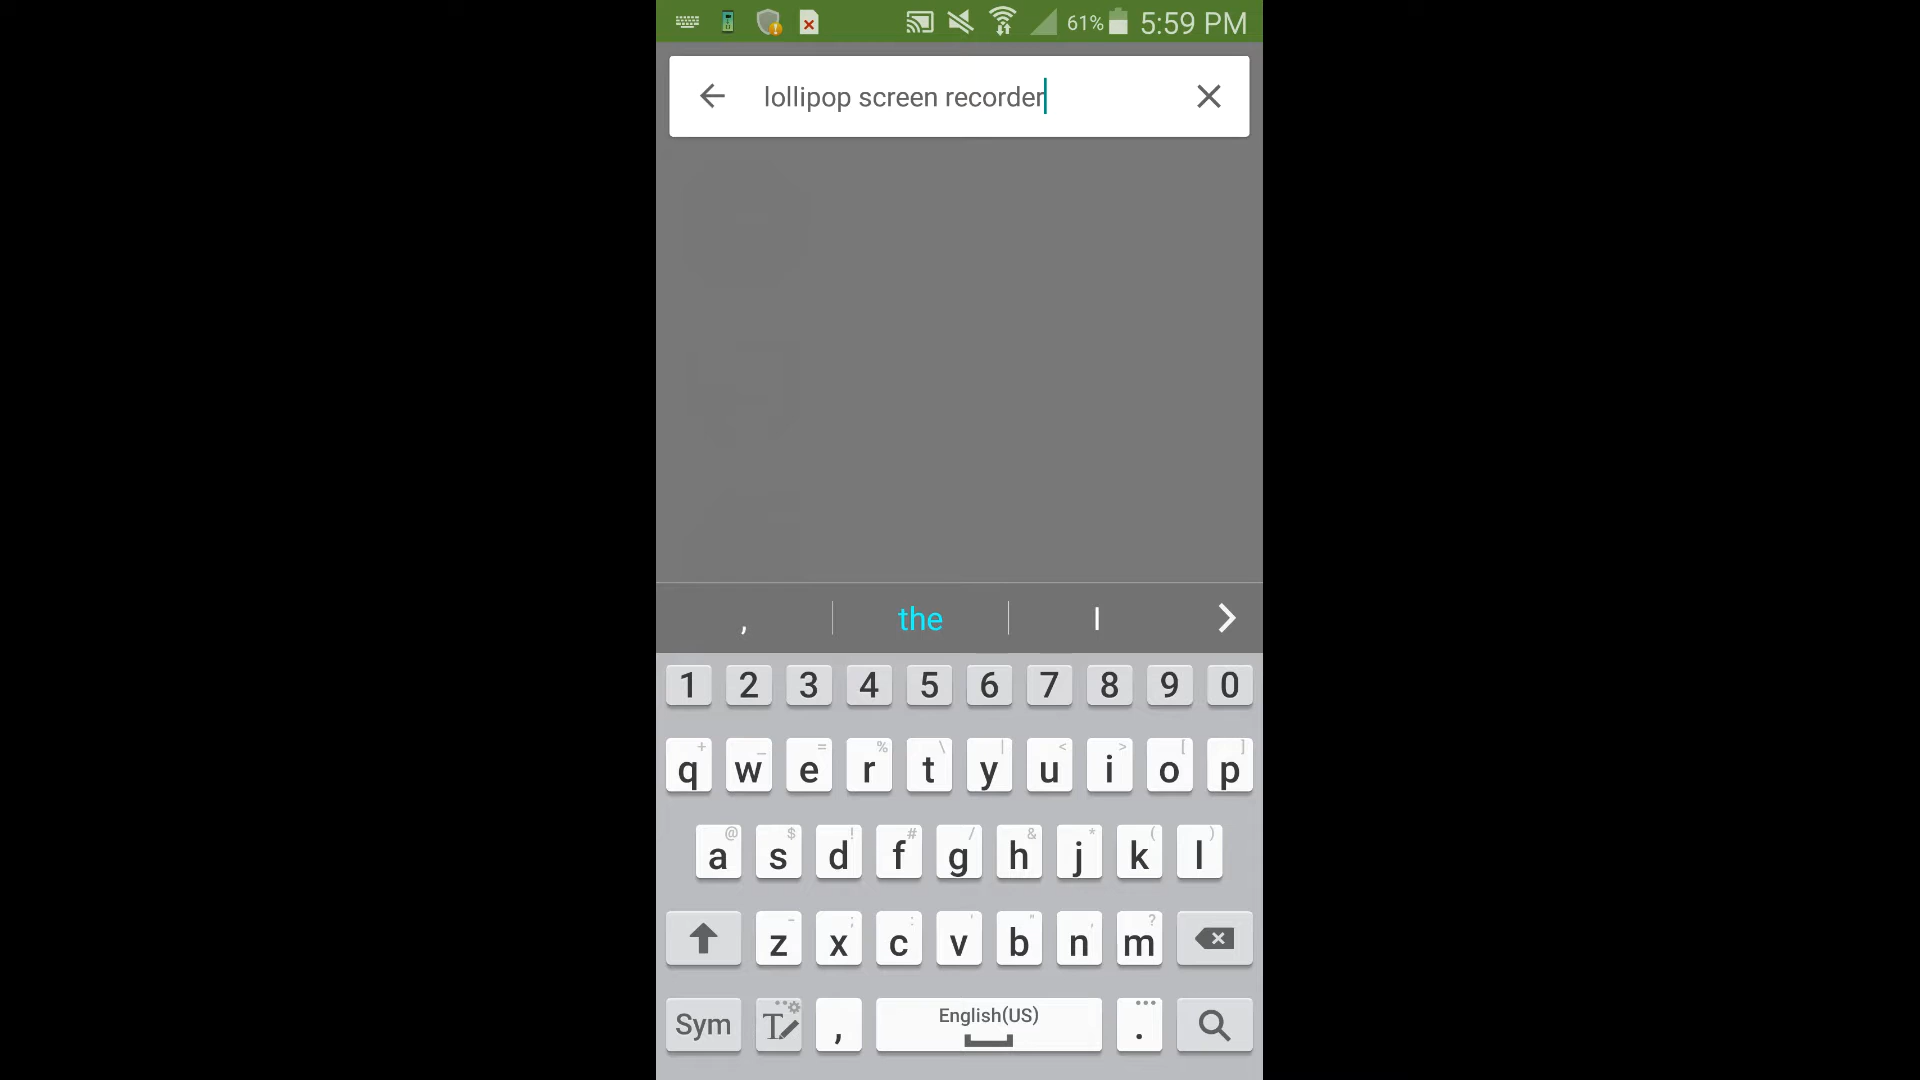 61% 5:59 PM
lollipop screen recorder
, the I
1 2 3 4 5 6 7 8 9 0
+ _ = % \ | < > [ ]
q w e r t y u i o p
@ $ ! # / & * ( )
a s d f g h j k l
- ; : ' " , ?
z x c v b n m
Sym T , English(US) .